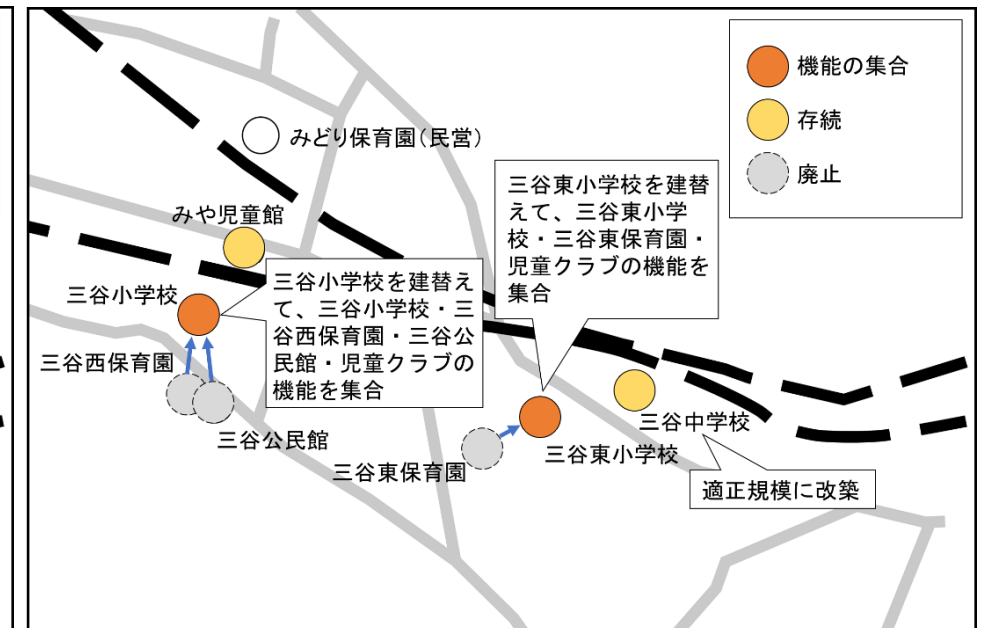 機能の集合
存続
廃止
みどり保育園（民営）
みや児童館
三谷小学校
三谷小学校を建替え
て、三谷小学校・三
谷西保育園・三谷公
民館・児童クラブの
機能を集合
三谷東小学校を建替
えて、三谷東小学
校・三谷東保育園・
児童クラブの機能を
集合
三谷西保育園
三谷公民館
三谷東保育園
三谷東小学校
三谷中学校
適正規模に改築